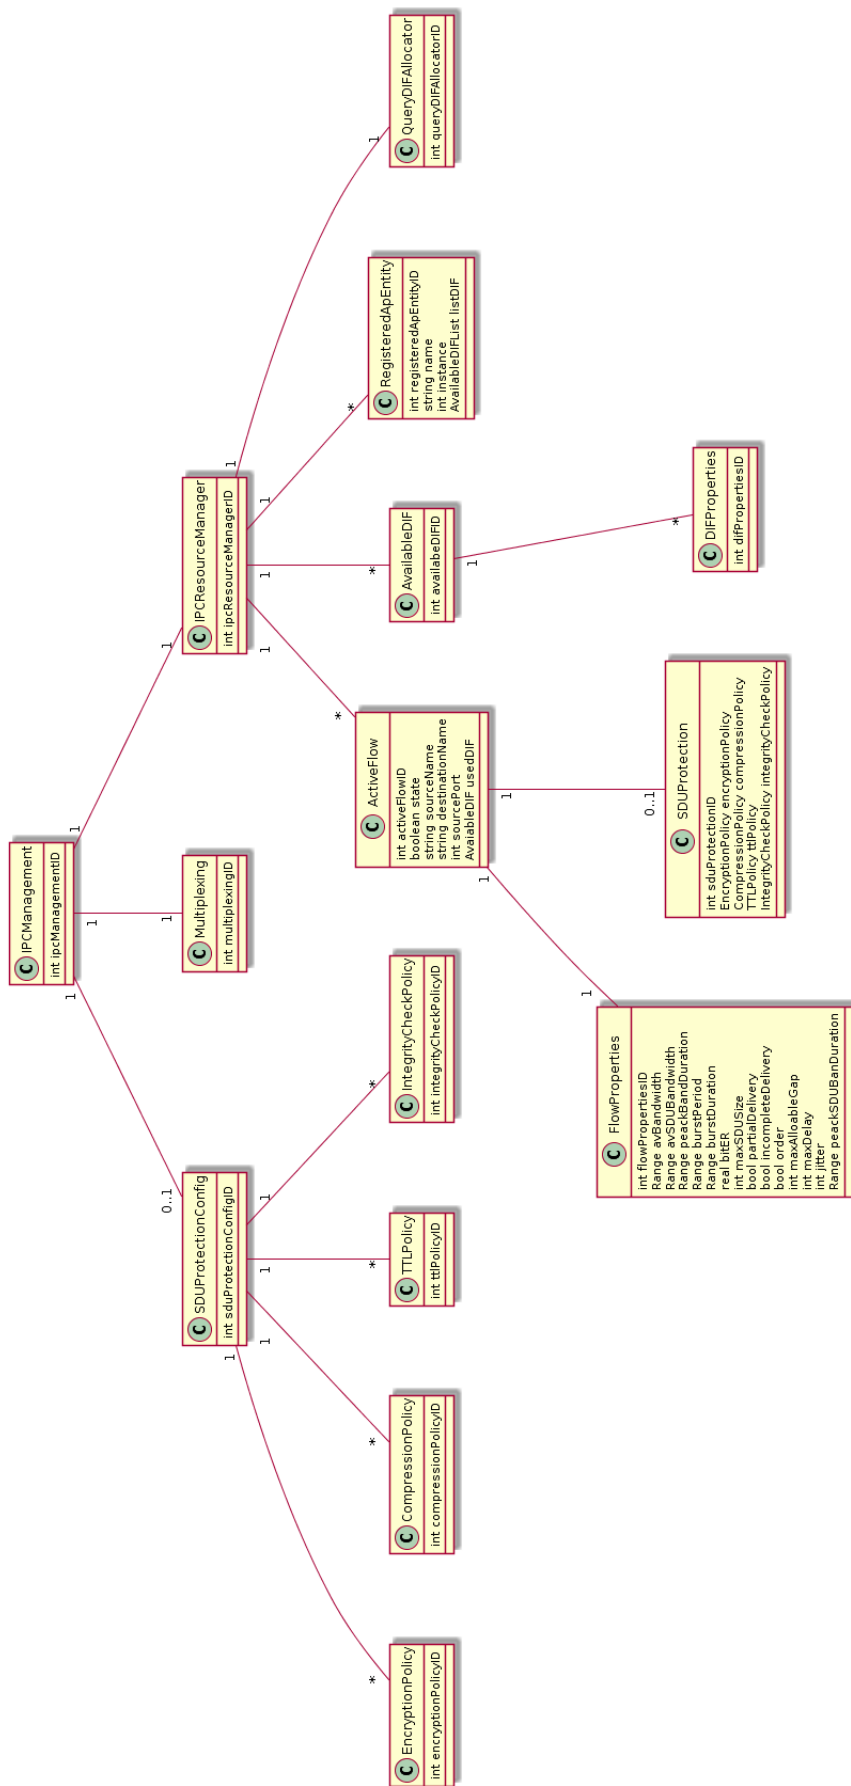 C IPCManagement
int ipcManagementID
1
1
1
0..1
1
1
C SDUProtectionConfig
int sduProtectionConfigID
C Multiplexing
int multiplexingID
C IPCResourceManager
int ipcResourceManagerID
1
1
1
1
1
1
1
1
*
*
*
*
*
*
*
1
C EncryptionPolicy
int encryptionPolicyID
C CompressionPolicy
int compressionPolicyID
C TTLPolicy
int ttlPolicyID
C IntegrityCheckPolicy
int integrityCheckPolicyID
C ActiveFlow
int activeFlowID
boolean state
string sourceName
string destinationName
int sourcePort
AvaiableDIF usedDIF
C AvailableDIF
int availabeDIFID
C RegisteredApEntity
int registeredApEntityID
string name
int instance
AvailableDIFList listDIF
C QueryDIFAllocator
int queryDIFAllocatorID
1
1
1
1
0..1
*
C FlowProperties
int flowPropertiesID
Range avBandwidth
Range avSDUBandwidth
Range peackBandDuration
Range burstPeriod
Range burstDuration
real bitER
int maxSDUSize
bool partialDelivery
bool incompleteDelivery
bool order
int maxAlloableGap
int maxDelay
int jitter
Range peackSDUBanDuration
C SDUProtection
int sduProtectionID
EncryptionPolicy encryptionPolicy
CompressionPolicy compressionPolicy
TTLPolicy ttlPolicy
IntegrityCheckPolicy integrityCheckPolicy
C DIFProperties
int difPropertiesID